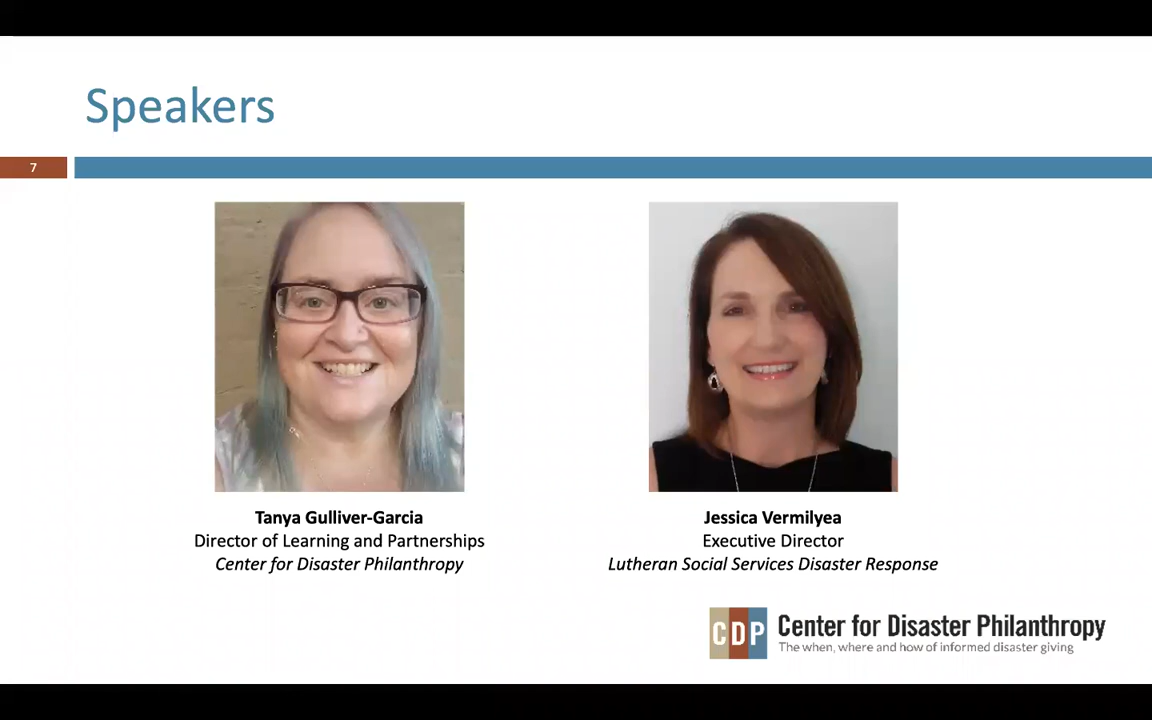 Speakers
7
Tanya Gulliver-Garcia
Director of Learning and Partnerships
Center for Disaster Philanthropy
Jessica Vermilyea
Executive Director
Lutheran Social Services Disaster Response
CDP
Center for Disaster Philanthropy
The when, where and how of informed disaster giving